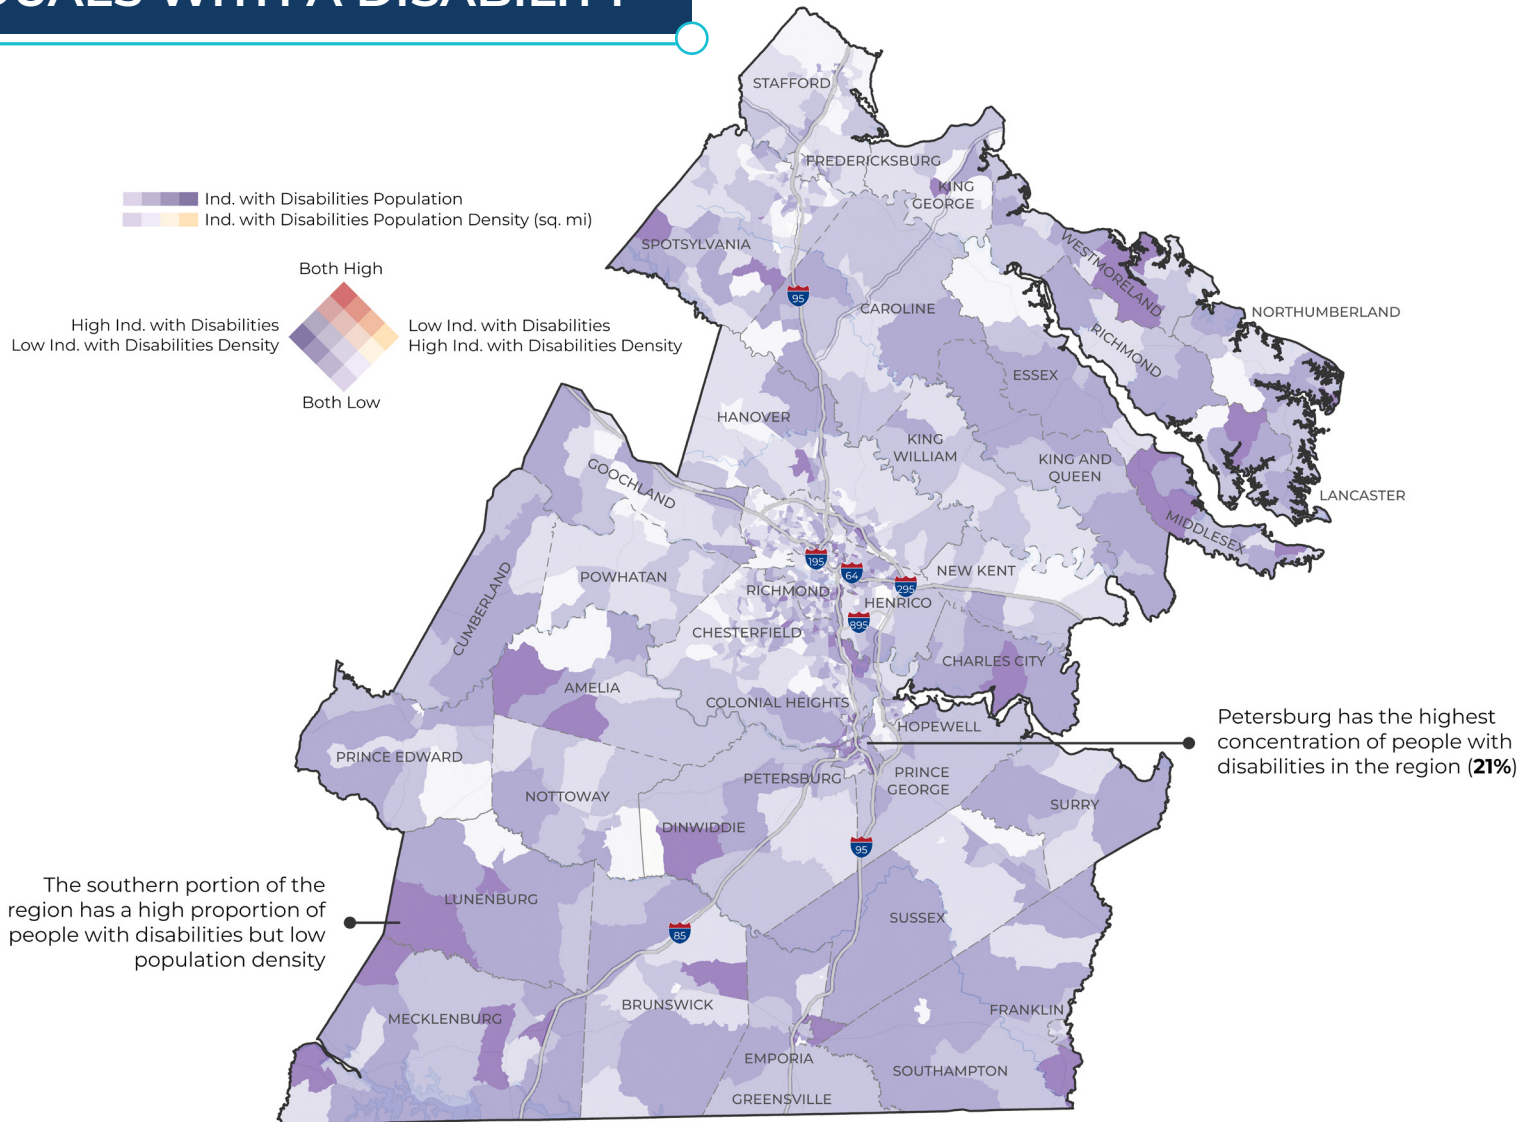 WITH A DISABILITY
Ind. with Disabilities Population
Ind. with Disabilities Population Density (sq. mi)
Both High
High Ind. with Disabilities
Low Ind. with Disabilities Density
Low Ind. with Disabilities
High Ind. with Disabilities Density
Both Low
STAFFORD
FREDERICKSBURG
KING
GEORGE
SPOTSYLVANIA
WESTMORELAND
95
CAROLINE
NORTHUMBERLAND
RICHMOND
ESSEX
HANOVER
KING
WILLIAM
KING AND
QUEEN
GOOCHLAND
LANCASTER
MIDDLESEX
195
64
295
NEW KENT
POWHATAN
RICHMOND
HENRICO
CUMBERLAND
895
CHESTERFIELD
CHARLES CITY
AMELIA
COLONIAL HEIGHTS
HOPEWELL
Petersburg has the highest
concentration of people with
disabilities in the region (21%)
PRINCE EDWARD
PETERSBURG
PRINCE
GEORGE
NOTTOWAY
SURRY
DINWIDDIE
95
The southern portion of the
region has a high proportion of
people with disabilities but low
population density
LUNENBURG
SUSSEX
85
BRUNSWICK
FRANKLIN
MECKLENBURG
EMPORIA
SOUTHAMPTON
GREENSVILLE